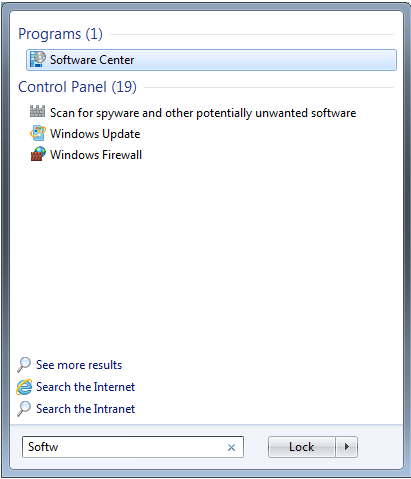 Programs (1)
Software Center
Control Panel (19)
Scan for spyware and other potentially unwanted software
Windows Update
Windows Firewall
See more results
Search the Internet
Search the Intranet
Softw
Lock